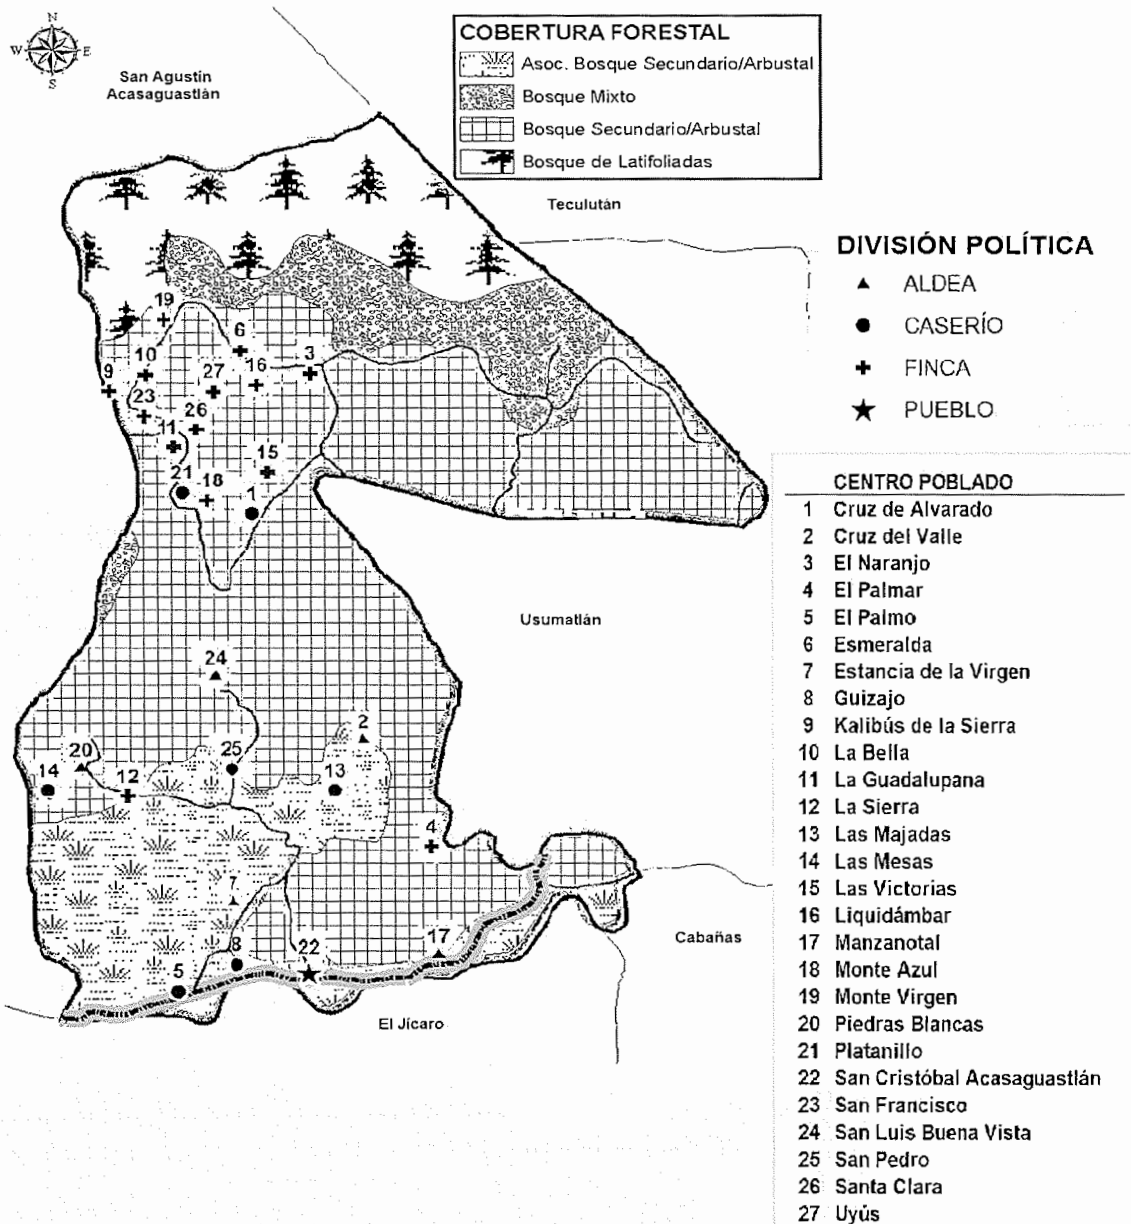 N
W E
S
San Agustín
Acasaguastlán
COBERTURA FORESTAL
Asoc. Bosque Secundario/Arbustal
Bosque Mixto
Bosque Secundario/Arbustal
Bosque de Latifoliadas
Teculután
DIVISIÓN POLÍTICA
ALDEA
CASERÍO
FINCA
PUEBLO
19
6
10
9
27
16
3
23
26
11
15
21
18
1
Usumatlán
24
2
20
25
14
12
13
4
7
17
8
22
5
Cabañas
El Jícaro
CENTRO POBLADO
1 Cruz de Alvarado
2 Cruz del Valle
3 El Naranjo
4 El Palmar
5 El Palmo
6 Esmeralda
7 Estancia de la Virgen
8 Guizajo
9 Kalibús de la Sierra
10 La Bella
11 La Guadalupana
12 La Sierra
13 Las Majadas
14 Las Mesas
15 Las Victorias
16 Liquidámbar
17 Manzanotal
18 Monte Azul
19 Monte Virgen
20 Piedras Blancas
21 Platanillo
22 San Cristóbal Acasaguastlán
23 San Francisco
24 San Luis Buena Vista
25 San Pedro
26 Santa Clara
27 Uyús